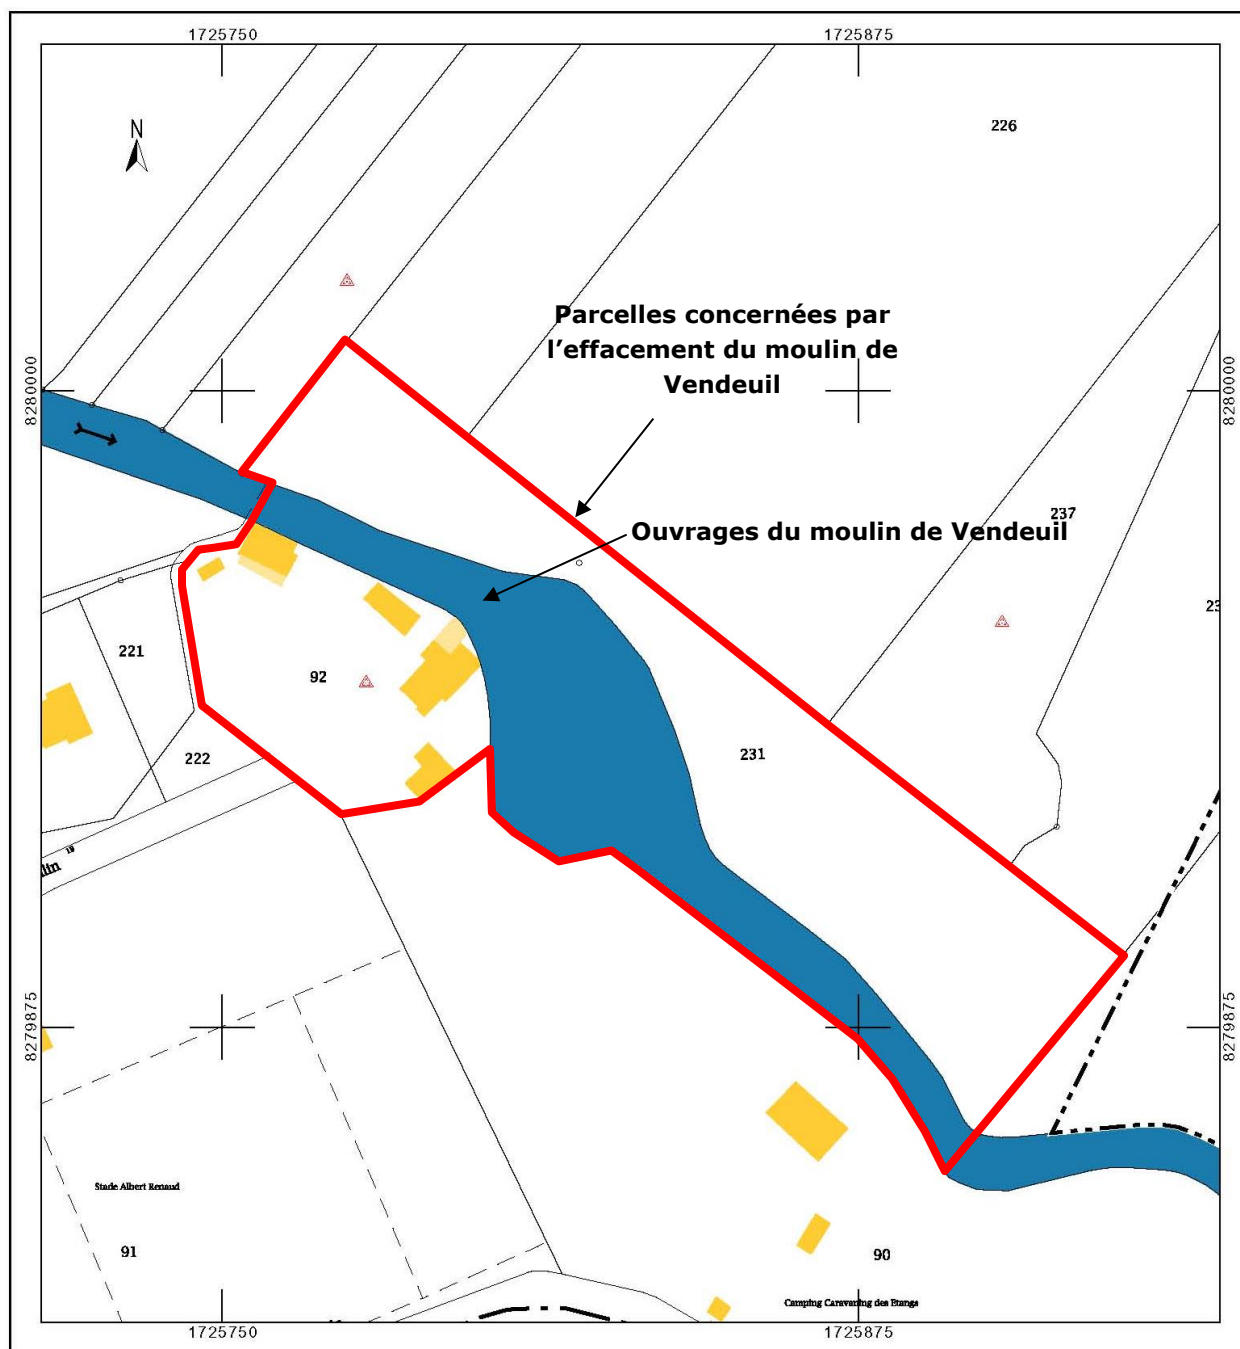 1725750
1725875
N
226
Parcelles concernées par
l'effacement du moulin de
Vendeuil
8280000
8280000
237
Ouvrages du moulin de Vendeuil
221
92
222
231
19
8279875
8279875
Stade Albert Renaud
91
90
Camping Caravaning des Etangs
1725750
1725875